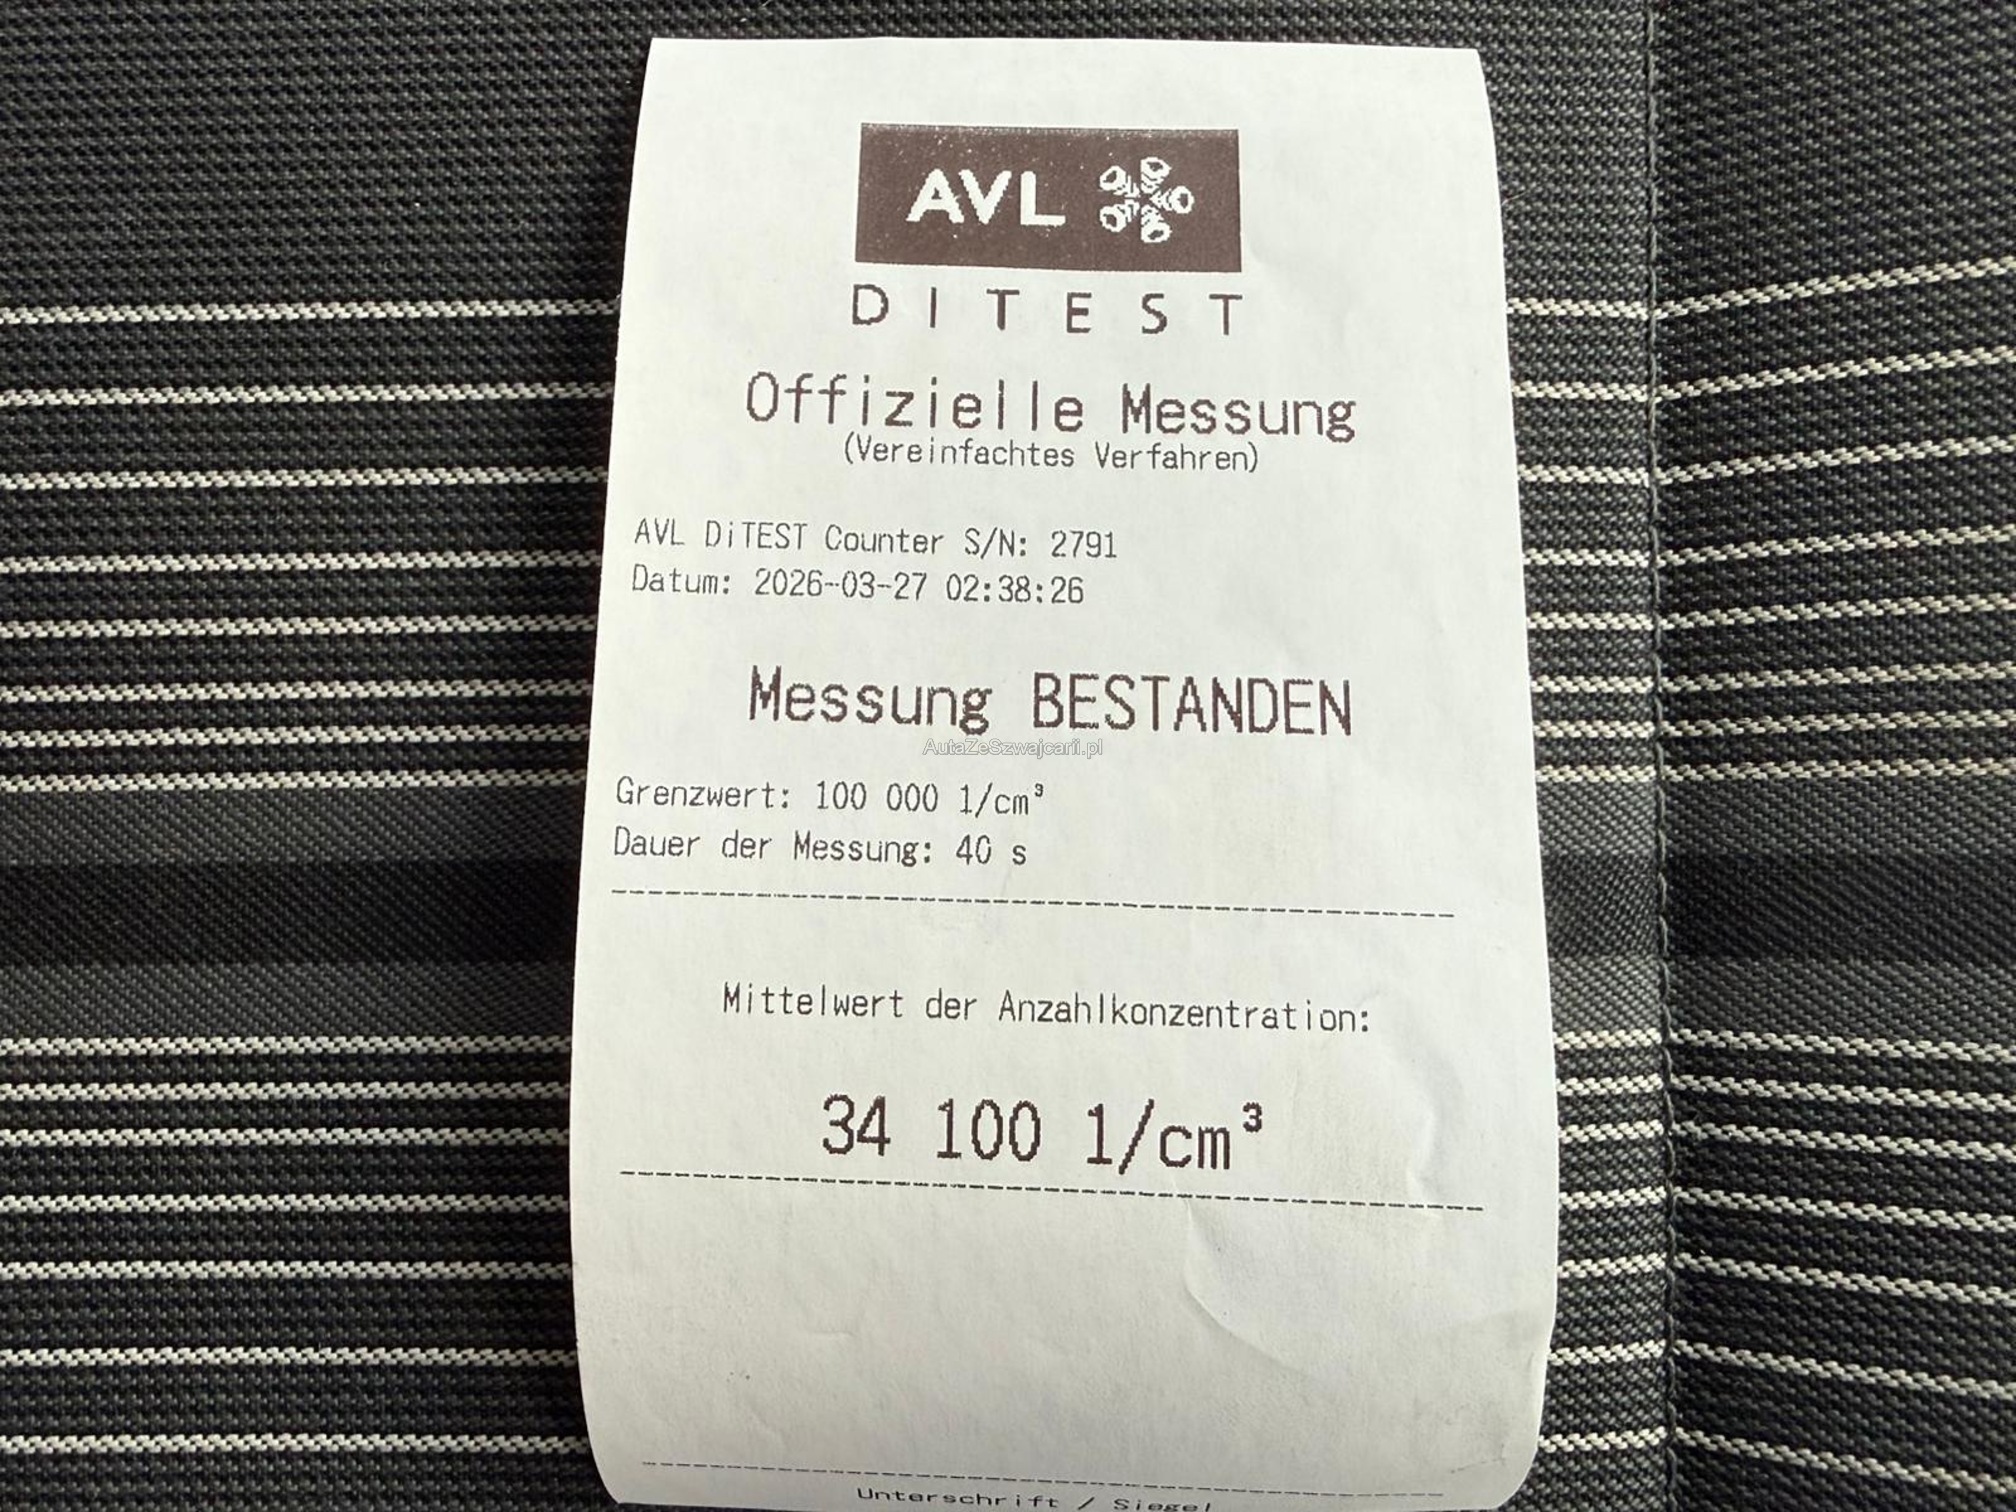 AVL
DITEST
Offizielle Messung
(Vereinfachtes Verfahren)
AVL DiTEST Counter S/N: 2791
Datum: 2026-03-27 02:38:26
Messung BESTANDEN
AutaZeSzwajcarii.pl
Grenzwert: 100 000 1/cm³
Dauer der Messung: 40 s
Mittelwert der Anzahlkonzentration:
34 100 1/cm³
Unterschrift / Siegel